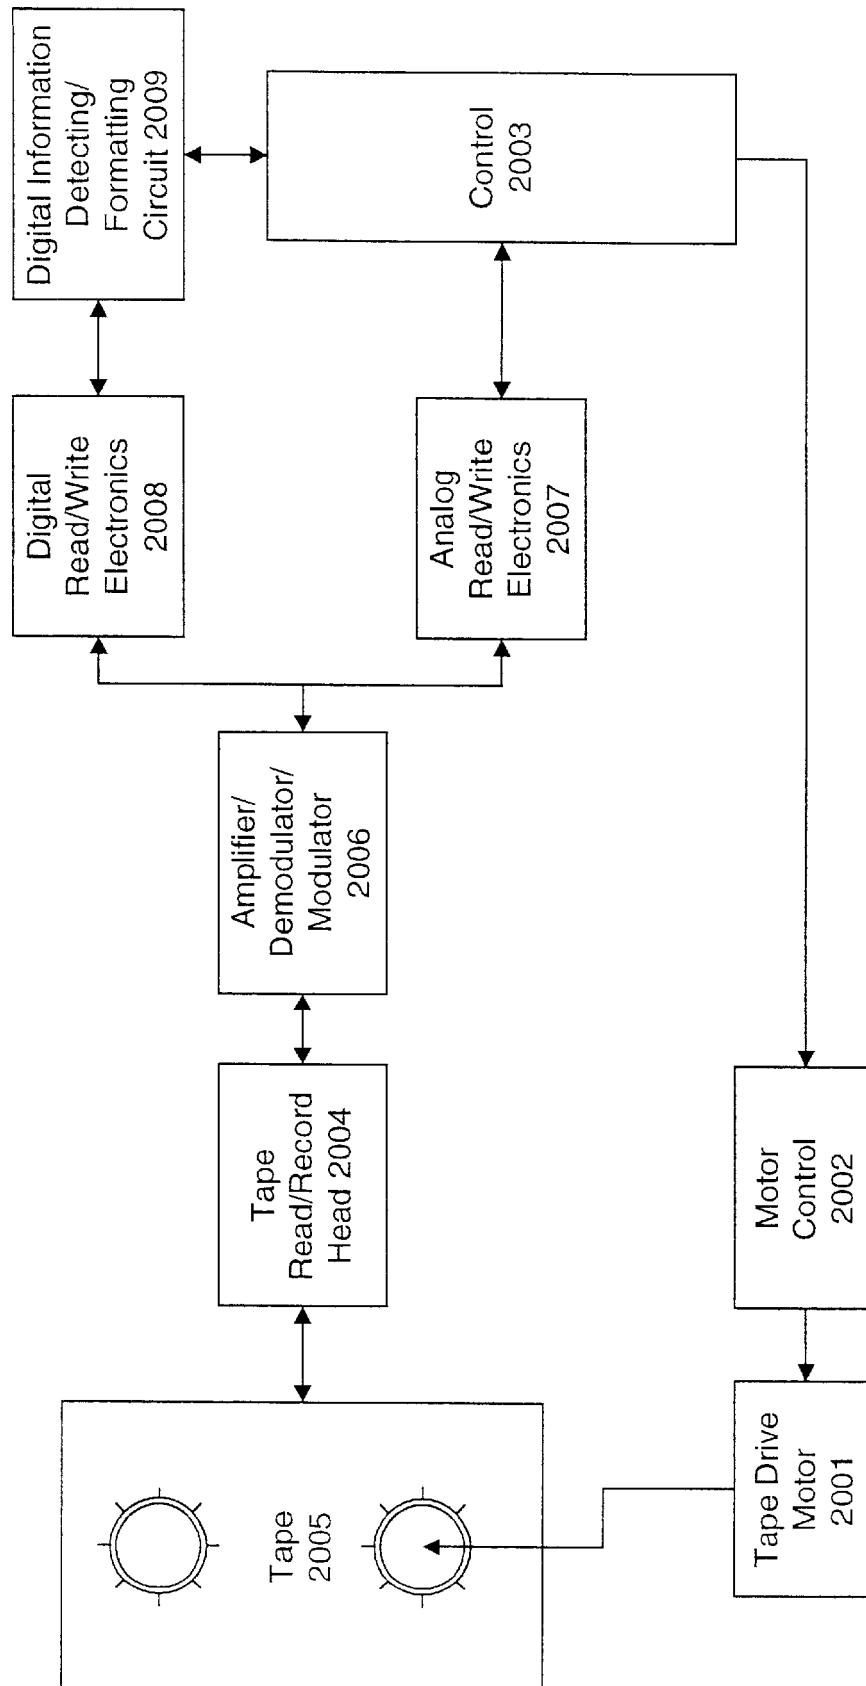 Digital Information
Detecting/
Formatting
Circuit 2009
Control
2003
Digital
Read/Write
Electronics
2008
Analog
Read/Write
Electronics
2007
Amplifier/
Demodulator/
Modulator
2006
Tape
Read/Record
Head 2004
Motor
Control
2002
Tape
2005
Tape Drive
Motor
2001